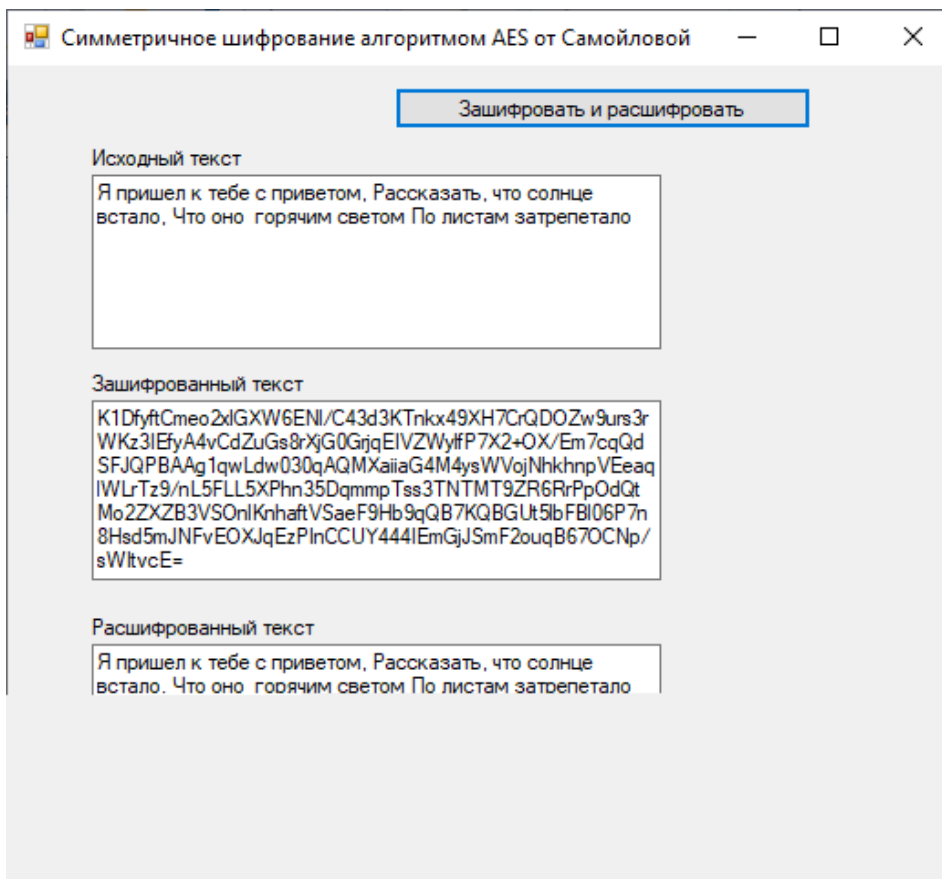 Симметричное шифрование алгоритмом AES от Самойловой
Зашифровать и расшифровать
Исходный текст
Я пришел к тебе с приветом, Рассказать, что солнце
встало, Что оно  горячим светом По листам затрепетало
Зашифрованный текст
K1DfyftCmeo2xlGXW6ENl/C43d3KTnkx49XH7CrQDOZw9urs3r
WKz3IEfyA4vCdZuGs8rXjG0GrjqEIVZWylfP7X2+OX/Em7cqQd
SFJQPBAAg1qwLdw030qAQMXaiiaG4M4ysWVojNhkhnpVEeaq
lWLrTz9/nL5FLL5XPhn35DqmmpTss3TNTMT9ZR6RrPpOdQt
Mo2ZXZB3VSOnlKnhaftVSaeF9Hb9qQB7KQBGUt5lbFBl06P7n
8Hsd5mJNFvEOXJqEzPlnCCUY444IEmGjJSmF2ouqB67OCNp/
sWltvcE=
Расшифрованный текст
Я пришел к тебе с приветом, Рассказать, что солнце
встало, Что оно  горячим светом По листам затрепетало